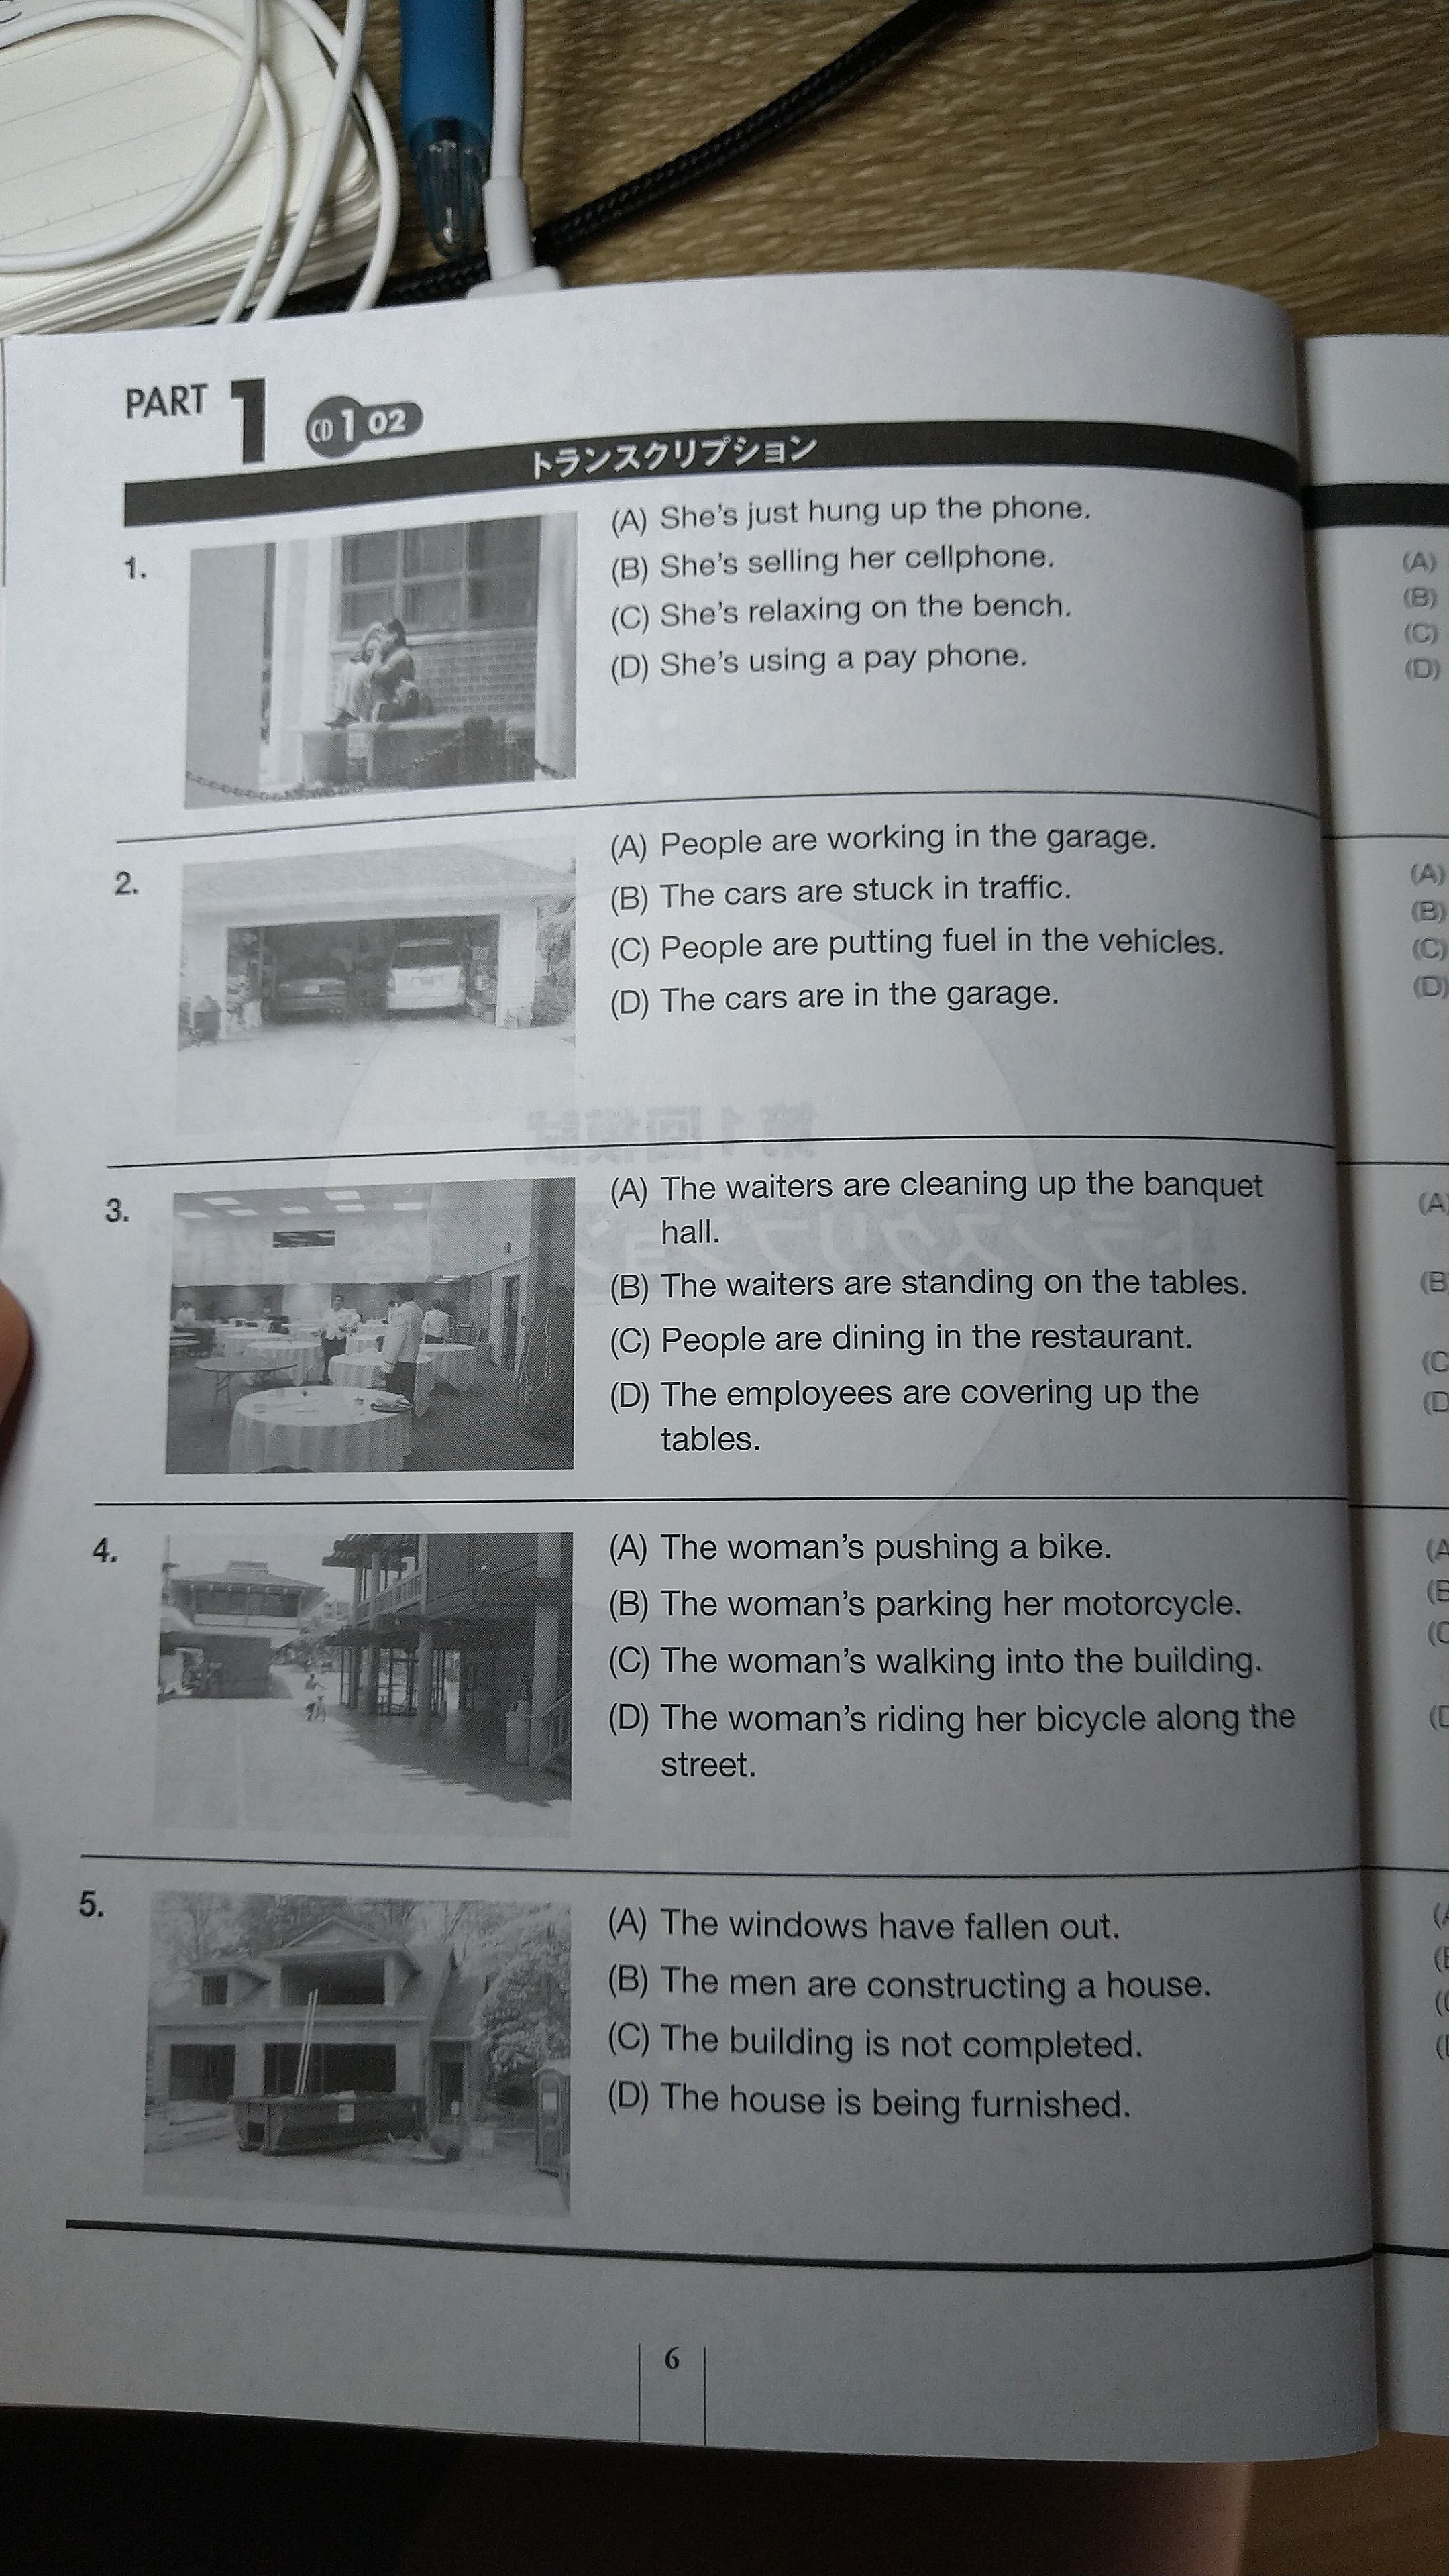 PART 1 CD 1 02
トランスクリプション
1.
(A) She's just hung up the phone.
(B) She's selling her cellphone.
(C) She's relaxing on the bench.
(D) She's using a pay phone.
2.
(A) People are working in the garage.
(B) The cars are stuck in traffic.
(C) People are putting fuel in the vehicles.
(D) The cars are in the garage.
3.
(A) The waiters are cleaning up the banquet
hall.
(B) The waiters are standing on the tables.
(C) People are dining in the restaurant.
(D) The employees are covering up the
tables.
4.
(A) The woman's pushing a bike.
(B) The woman's parking her motorcycle.
(C) The woman's walking into the building.
(D) The woman's riding her bicycle along the
street.
5.
(A) The windows have fallen out.
(B) The men are constructing a house.
(C) The building is not completed.
(D) The house is being furnished.
6
(A)
(B)
(C)
(D)
(A)
(B)
(C)
(D)